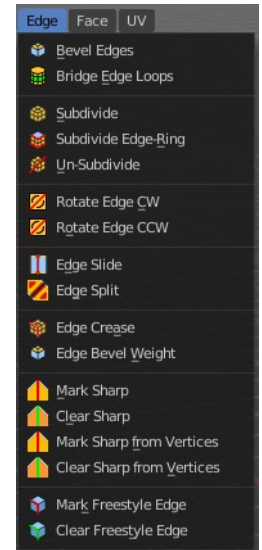 Edge Face UV
Bevel Edges
Bridge Edge Loops
Subdivide
Subdivide Edge-Ring
Un-Subdivide
Rotate Edge CW
Rotate Edge CCW
Edge Slide
Edge Split
Edge Crease
Edge Bevel Weight
Mark Sharp
Clear Sharp
Mark Sharp from Vertices
Clear Sharp from Vertices
Mark Freestyle Edge
Clear Freestyle Edge